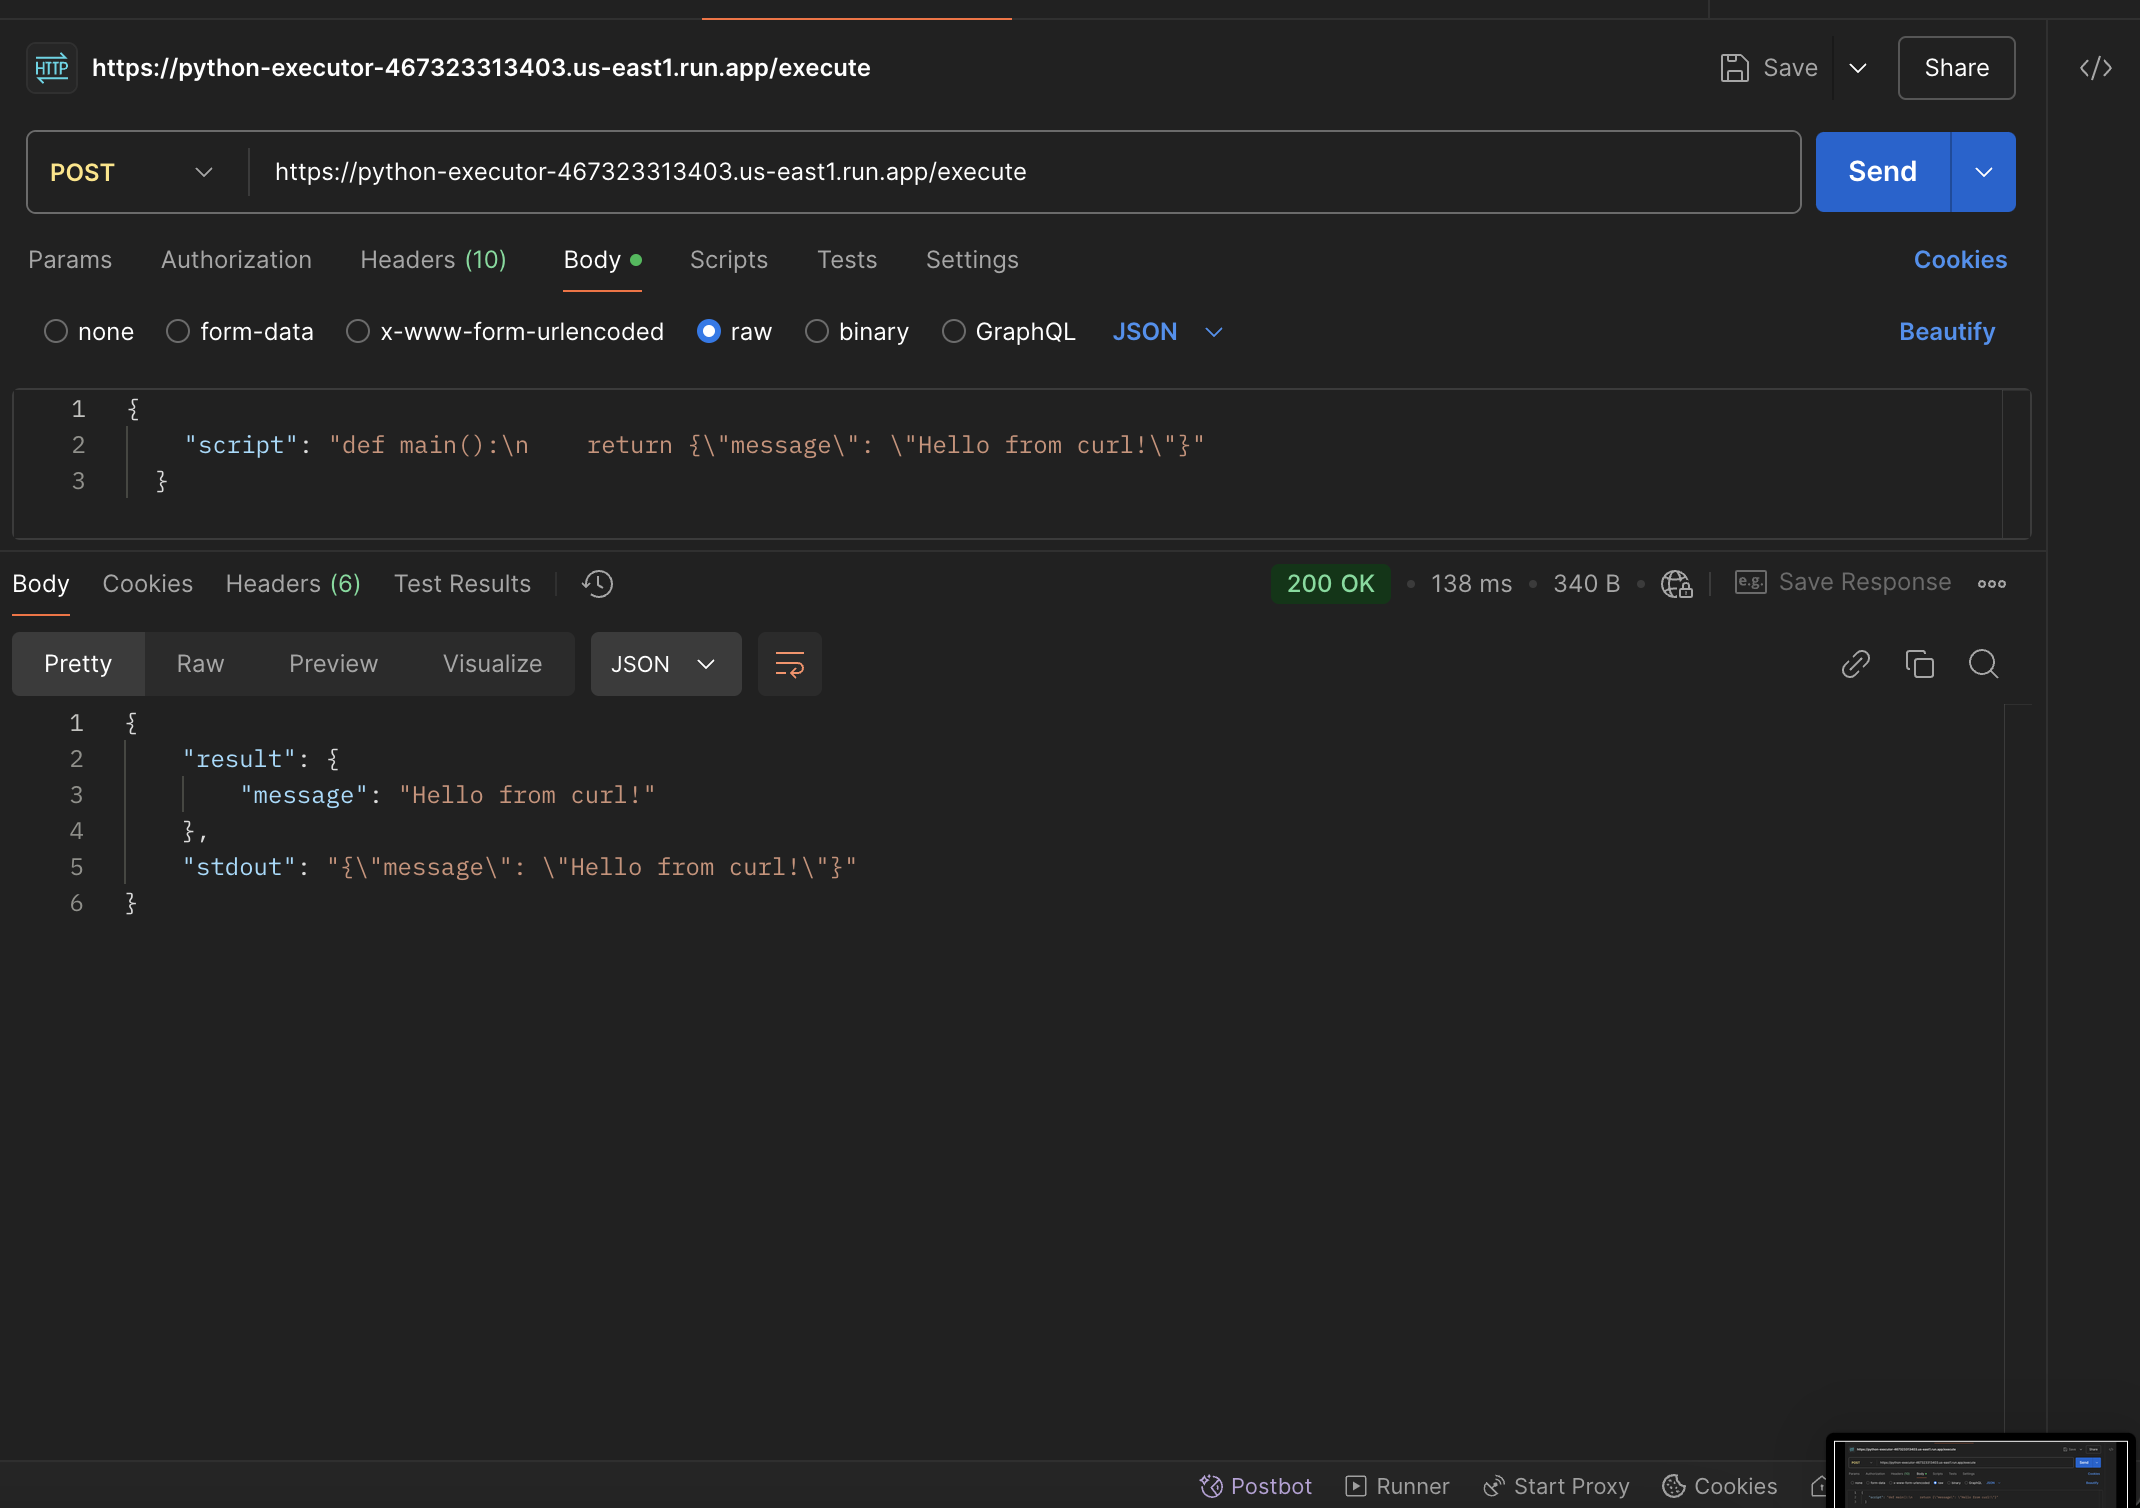 HTTP https://python-executor-467323313403.us-east1.run.app/execute Save Share </>
POST https://python-executor-467323313403.us-east1.run.app/execute Send
Params Authorization Headers (10) Body Scripts Tests Settings Cookies
none form-data x-www-form-urlencoded raw binary GraphQL JSON Beautify
1 {
2 "script": "def main():\n    return {\"message\": \"Hello from curl!\"}"
3 }
Body Cookies Headers (6) Test Results 200 OK • 138 ms • 340 B • e.g. Save Response
Pretty Raw Preview Visualize JSON
1 {
2 "result": {
3 "message": "Hello from curl!"
4 },
5 "stdout": "{\"message\": \"Hello from curl!\"}"
6 }
Postbot Runner Start Proxy Cookies